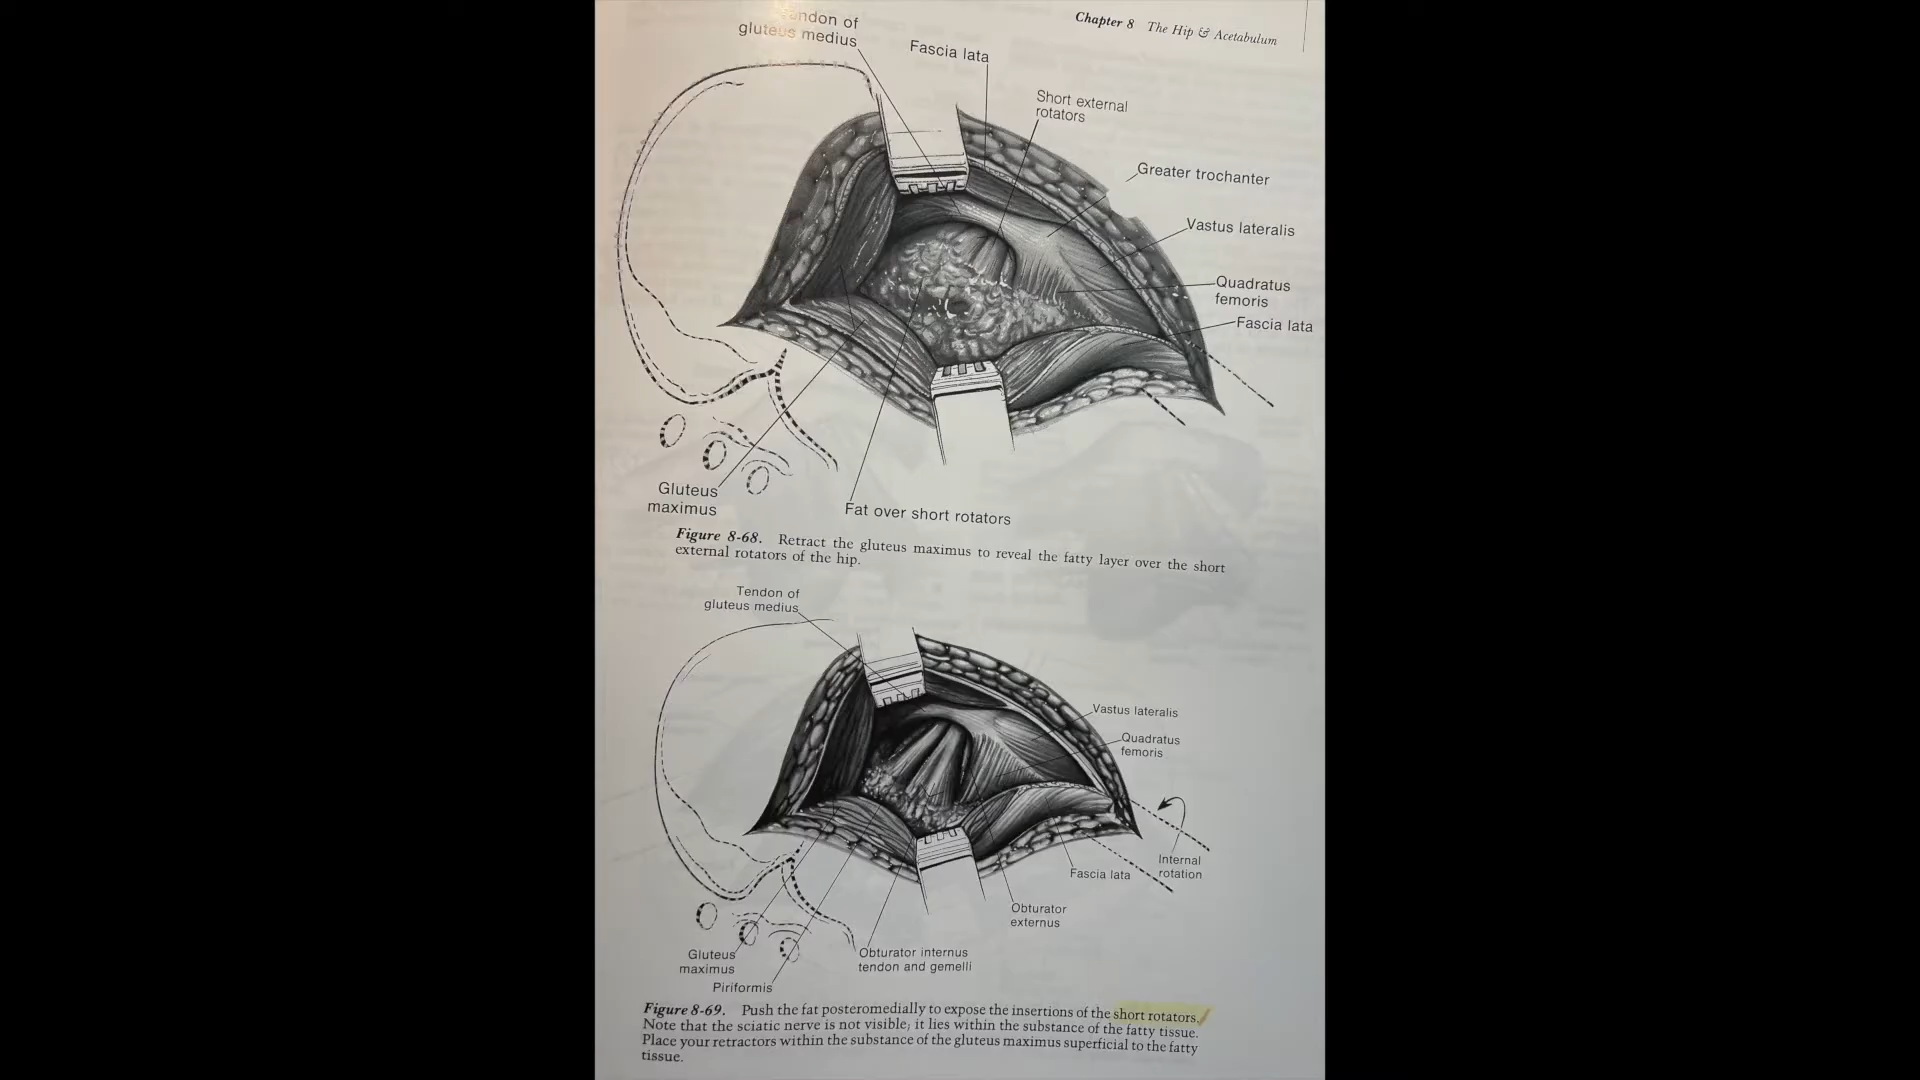 Chapter 8 The Hip & Acetabulum
Tendon of
gluteus medius
Fascia lata
Short external
rotators
Greater trochanter
Vastus lateralis
Quadratus
femoris
Fascia lata
Gluteus
maximus
Fat over short rotators
Figure 8-68. Retract the gluteus maximus to reveal the fatty layer over the short
external rotators of the hip.
Tendon of
gluteus medius
Vastus lateralis
Quadratus
femoris
Internal
rotation
Fascia lata
Obturator
externus
Obturator internus
tendon and gemelli
Gluteus
maximus
Piriformis
Figure 8-69. Push the fat posteromedially to expose the insertions of the short rotators.
Note that the sciatic nerve is not visible; it lies within the substance of the fatty tissue.
Place your retractors within the substance of the gluteus maximus superficial to the fatty
tissue.